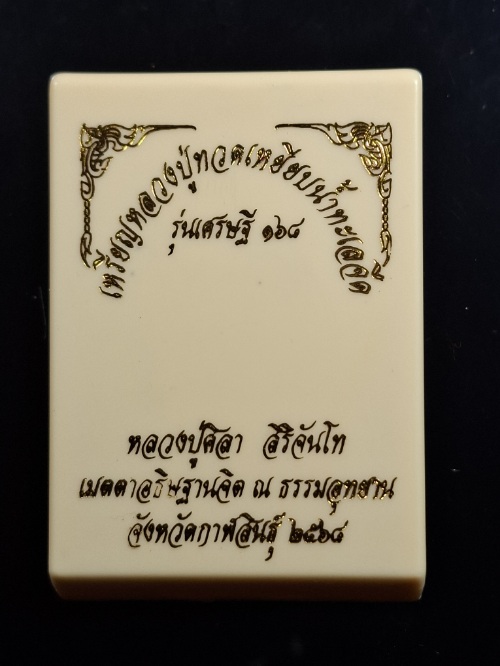 เหรียญหลวงปู่ทวดเหยียบน้ำทะเลจืด
รุ่นเศรษฐี ๑๖๘
หลวงปู่ศิลา สิริจันโท
เมตตาอธิษฐานจิต ณ ธรรมอุทยาน
จังหวัดกาฬสินธุ์ ๒๕๖๘